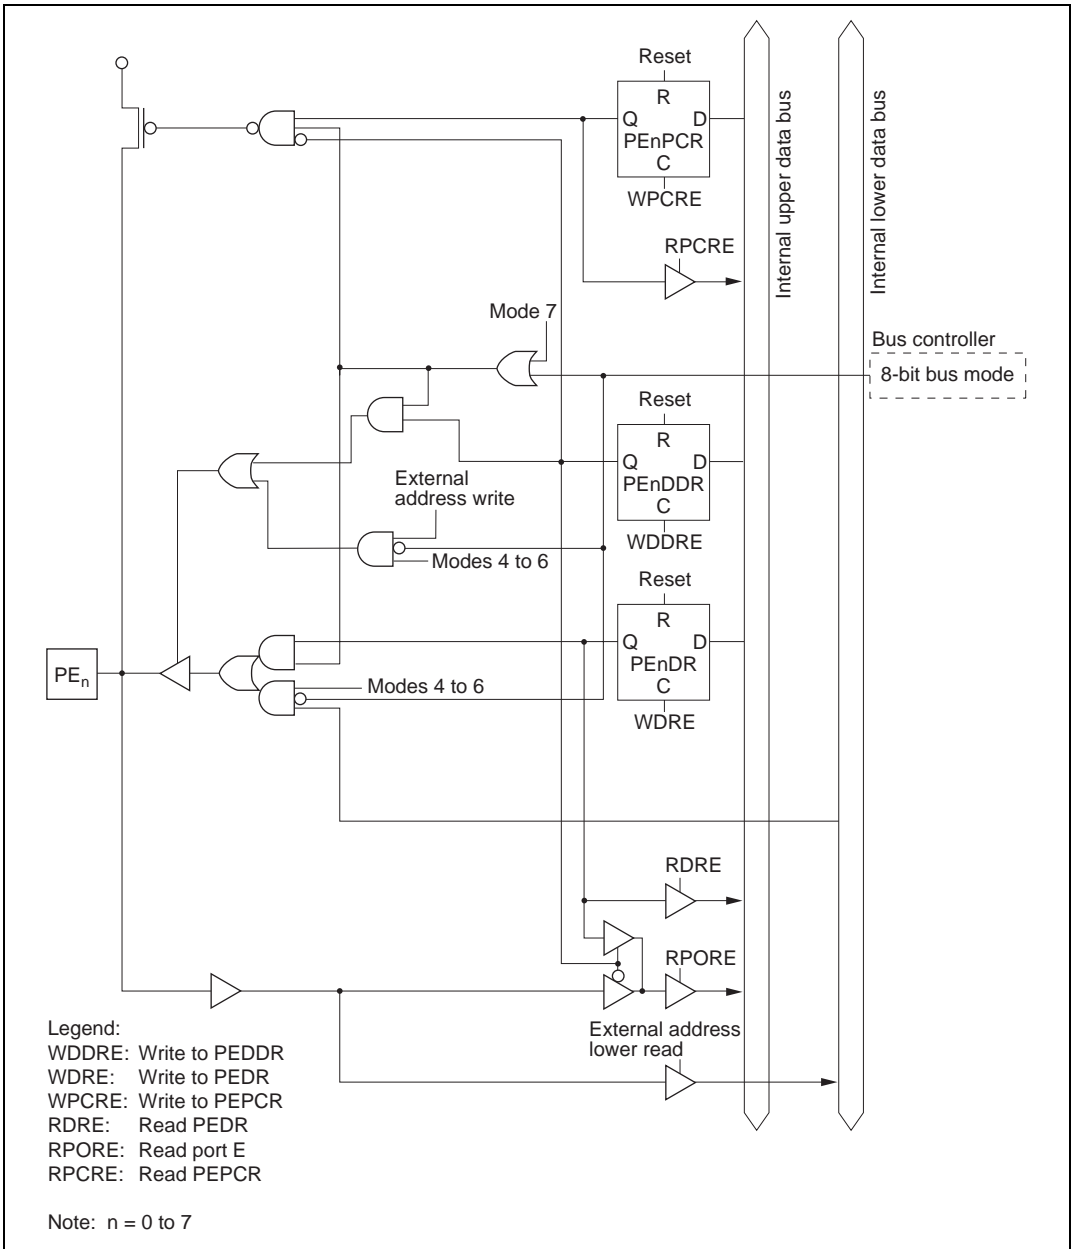 Reset
R
Q D
PEnPCR
C
WPCRE
RPCRE
Internal upper data bus
Internal lower data bus
Mode 7
Bus controller
8-bit bus mode
Reset
R
Q D
PEnDDR
C
WDDRE
External
address write
Modes 4 to 6
Reset
R
Q D
PEnDR
C
WDRE
PEn
Modes 4 to 6
RDRE
RPORE
External address
lower read
Legend:
WDDRE: Write to PEDDR
WDRE: Write to PEDR
WPCRE: Write to PEPCR
RDRE: Read PEDR
RPORE: Read port E
RPCRE: Read PEPCR
Note: n = 0 to 7